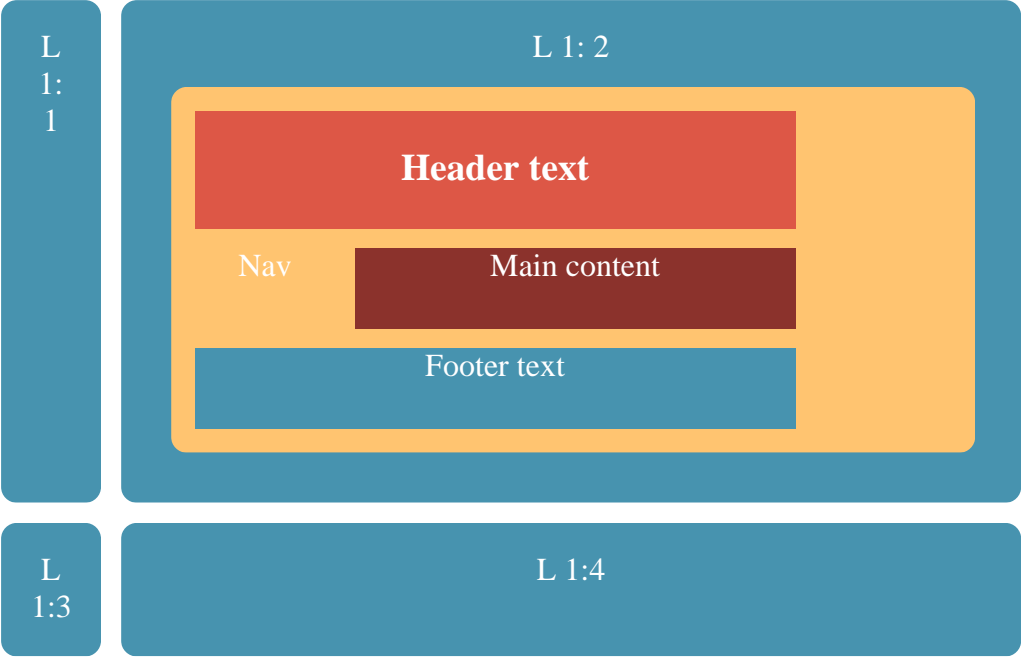 L
1:
1
L 1: 2
Header text
Nav
Main content
Footer text
L
1:3
L 1:4